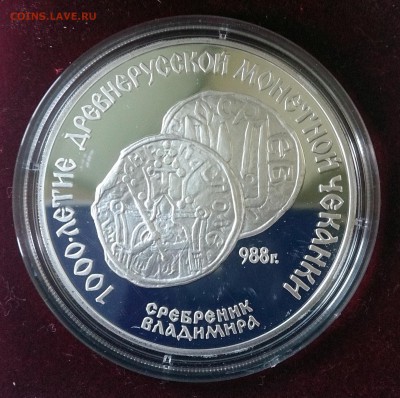 COINS.LAVE.RU
1000-ЛЕТИЕ ДРЕВНЕРУССКОЙ МОНЕТНОЙ ЧЕКАНКИ
988г.
СРЕБРЕНИК
ВЛАДИМИРА